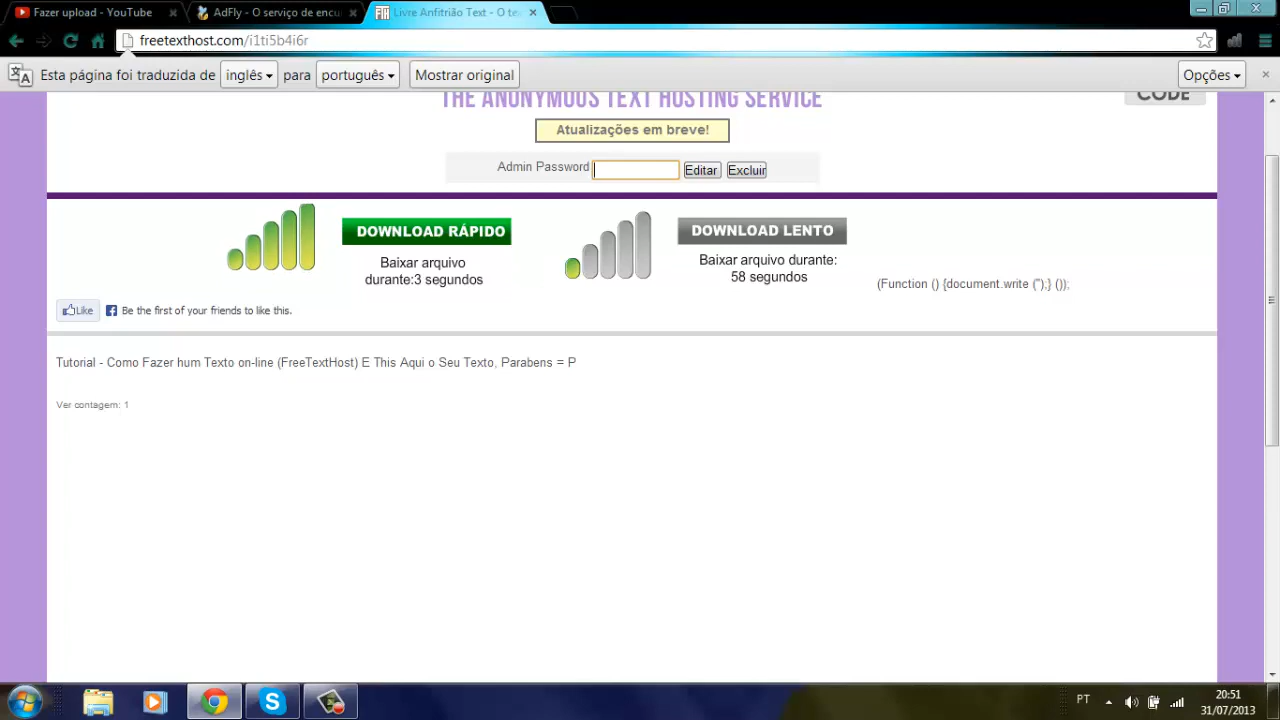 Fazer upload - YouTube
AdFly - O serviço de encu
Livre Anfitrião Text - O te
freetexthost.com/i1ti5b4i6r
Esta página foi traduzida de inglês para português Mostrar original Opções
THE ANONYMOUS TEXT HOSTING SERVICE
CODE
Atualizações em breve!
Admin Password Editar Excluir
DOWNLOAD RÁPIDO
Baixar arquivo
durante:3 segundos
DOWNLOAD LENTO
Baixar arquivo durante:
58 segundos
(Function () {document.write (");} ());
Like Be the first of your friends to like this.
Tutorial - Como Fazer hum Texto on-line (FreeTextHost) E This Aqui o Seu Texto, Parabens = P
Ver contagem: 1
PT
20:51
31/07/2013